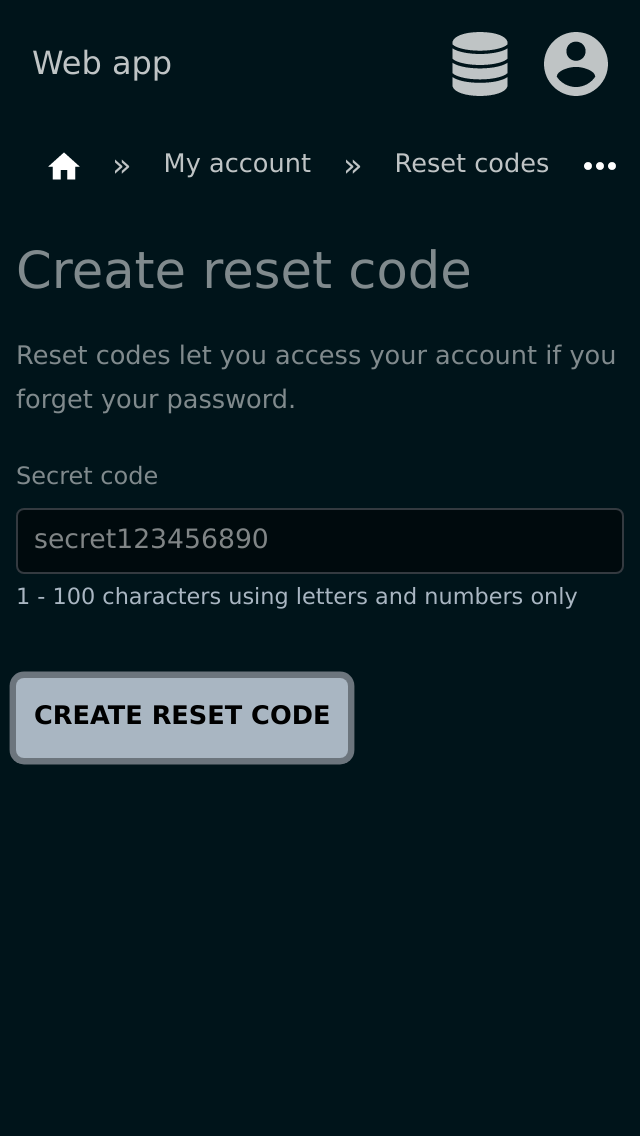 Web app
» My account » Reset codes •••
Create reset code
Reset codes let you access your account if you
forget your password.
Secret code
secret123456890
1 - 100 characters using letters and numbers only
CREATE RESET CODE